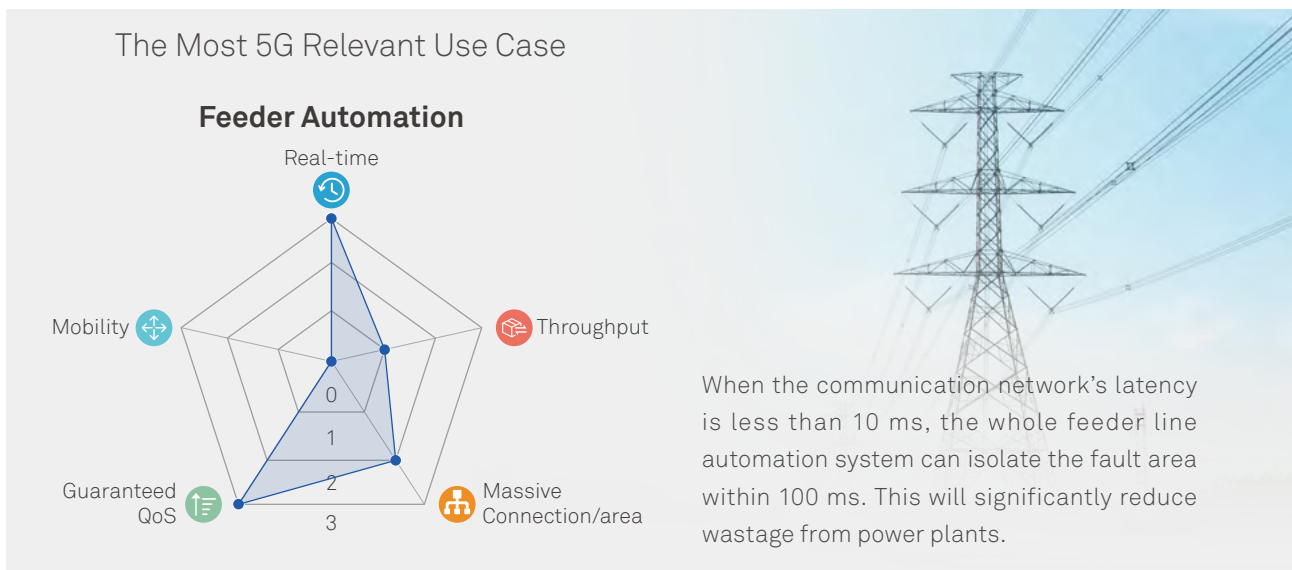 The Most 5G Relevant Use Case
Feeder Automation
Real-time
Mobility
Throughput
0
1
2
3
Guaranteed
QoS
Massive
Connection/area
When the communication network’s latency
is less than 10 ms, the whole feeder line
automation system can isolate the fault area
within 100 ms. This will significantly reduce
wastage from power plants.